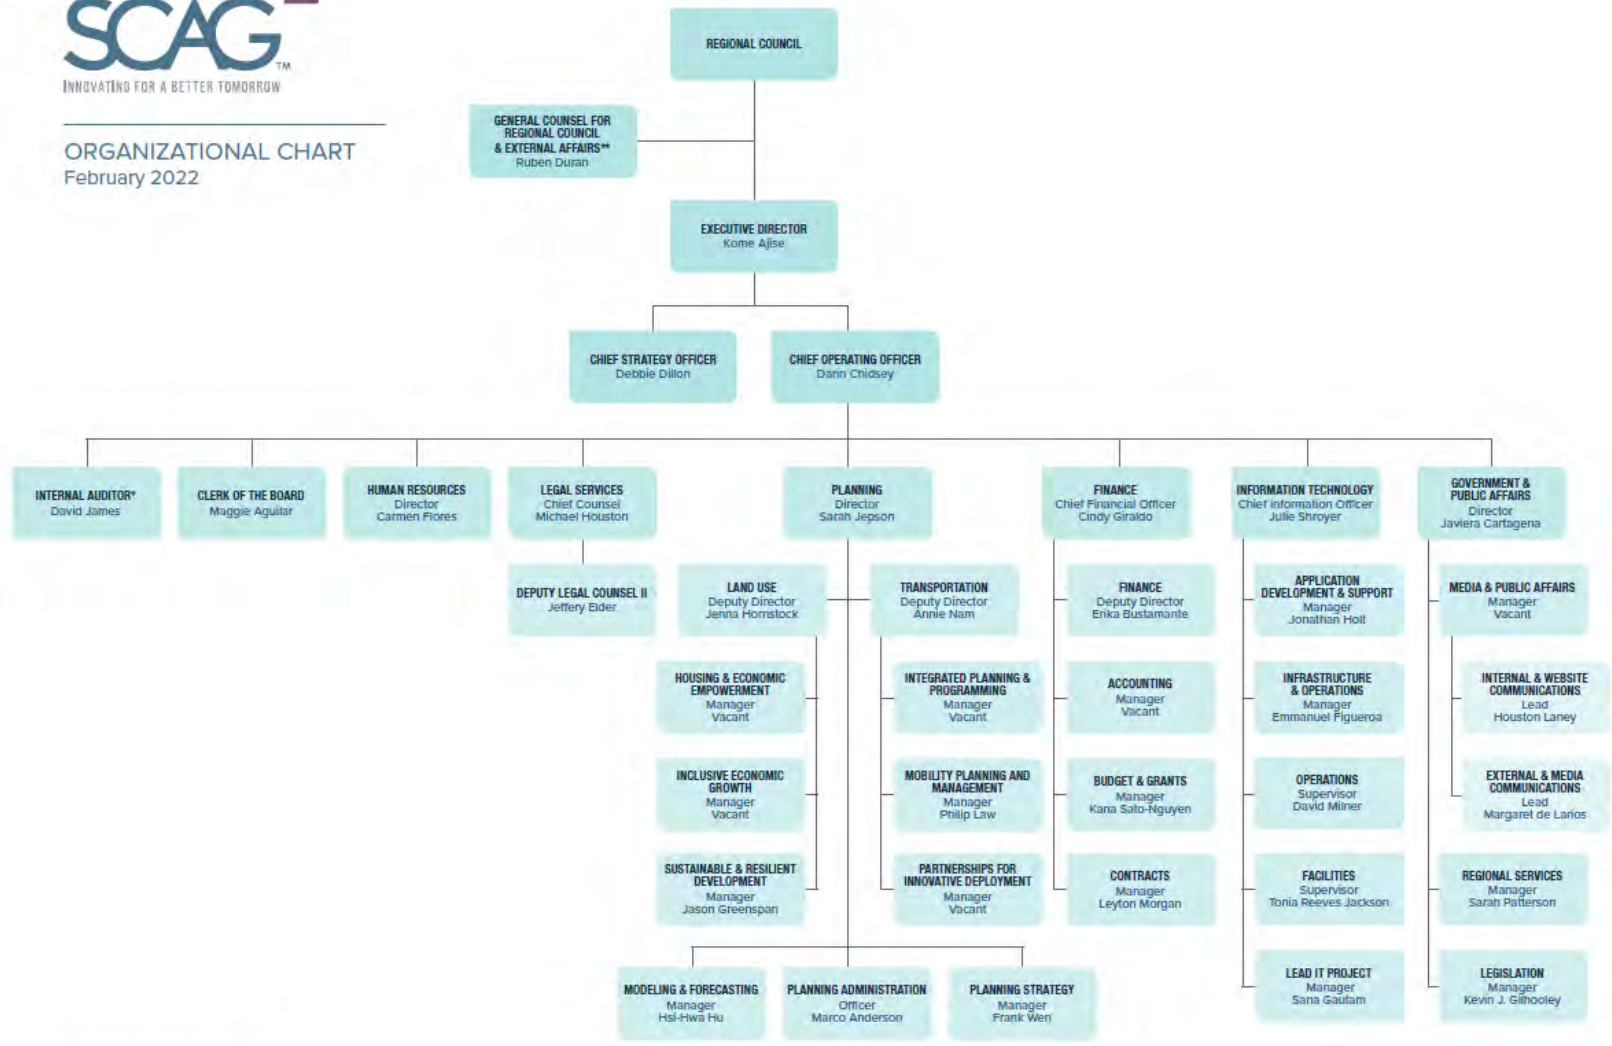 SCAG™
INNOVATING FOR A BETTER TOMORROW
ORGANIZATIONAL CHART
February 2022
REGIONAL COUNCIL
GENERAL COUNSEL FOR
REGIONAL COUNCIL
& EXTERNAL AFFAIRS**
Ruben Duran
EXECUTIVE DIRECTOR
Kome Ajise
CHIEF STRATEGY OFFICER
Debbie Dillon
CHIEF OPERATING OFFICER
Darin Chidsey
INTERNAL AUDITOR*
David James
CLERK OF THE BOARD
Maggie Aguilar
HUMAN RESOURCES
Director
Carmen Flores
LEGAL SERVICES
Chief Counsel
Michael Houston
PLANNING
Director
Sarah Jepson
FINANCE
Chief Financial Officer
Cindy Giraldo
INFORMATION TECHNOLOGY
Chief Information Officer
Julie Shroyer
GOVERNMENT &
PUBLIC AFFAIRS
Director
Javiera Cartagena
DEPUTY LEGAL COUNSEL II
Jeffery Elder
LAND USE
Deputy Director
Jenna Hornstock
TRANSPORTATION
Deputy Director
Annie Nam
FINANCE
Deputy Director
Erika Bustamante
APPLICATION
DEVELOPMENT & SUPPORT
Manager
Jonathan Holt
MEDIA & PUBLIC AFFAIRS
Manager
Vacant
HOUSING & ECONOMIC
EMPOWERMENT
Manager
Vacant
INTEGRATED PLANNING &
PROGRAMMING
Manager
Vacant
ACCOUNTING
Manager
Vacant
INFRASTRUCTURE
& OPERATIONS
Manager
Emmanuel Figueroa
INTERNAL & WEBSITE
COMMUNICATIONS
Lead
Houston Laney
INCLUSIVE ECONOMIC
GROWTH
Manager
Vacant
MOBILITY PLANNING AND
MANAGEMENT
Manager
Philip Law
BUDGET & GRANTS
Manager
Kana Sato-Nguyen
OPERATIONS
Supervisor
David Milner
EXTERNAL & MEDIA
COMMUNICATIONS
Lead
Margaret de Larios
SUSTAINABLE & RESILIENT
DEVELOPMENT
Manager
Jason Greenspan
PARTNERSHIPS FOR
INNOVATIVE DEPLOYMENT
Manager
Vacant
CONTRACTS
Manager
Leyton Morgan
FACILITIES
Supervisor
Tonia Reeves Jackson
REGIONAL SERVICES
Manager
Sarah Patterson
MODELING & FORECASTING
Manager
Hsi-Hwa Hu
PLANNING ADMINISTRATION
Officer
Marco Anderson
PLANNING STRATEGY
Manager
Frank Wen
LEAD IT PROJECT
Manager
Sana Gautam
LEGISLATION
Manager
Kevin J. Gilhooley